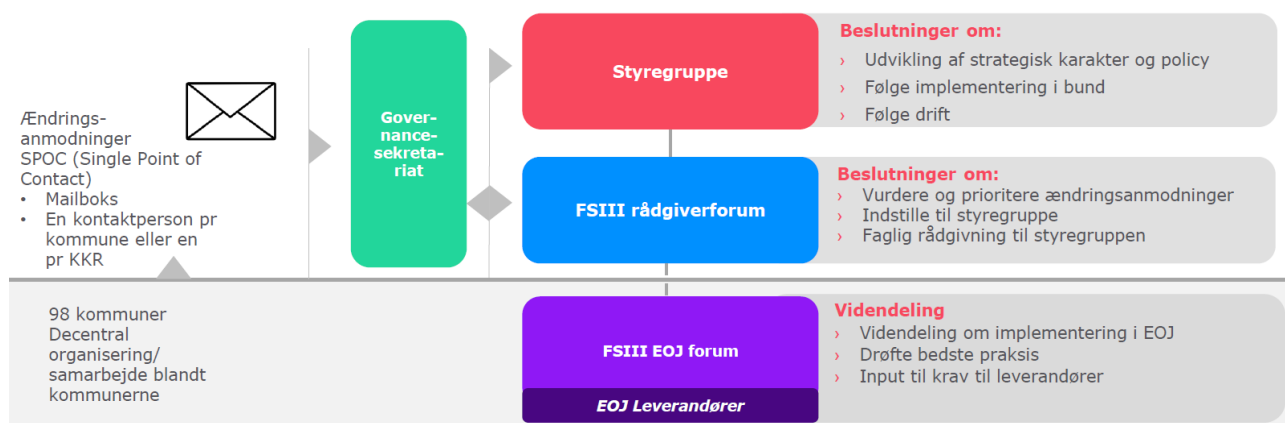 Ændrings-
anmodninger
SPOC (Single Point of
Contact)
• Mailboks
• En kontaktperson pr
kommune eller en
pr KKR
Gover-
nance-
sekreta-
riat
Styregruppe
Beslutninger om:
› Udvikling af strategisk karakter og policy
› Følge implementering i bund
› Følge drift
FSIII rådgiverforum
Beslutninger om:
› Vurdere og prioritere ændringsanmodninger
› Indstille til styregruppe
› Faglig rådgivning til styregruppen
98 kommuner
Decentral
organisering/
samarbejde blandt
kommunerne
FSIII EOJ forum
EOJ Leverandører
Videndeling
› Videndeling om implementering i EOJ
› Drøfte bedste praksis
› Input til krav til leverandører